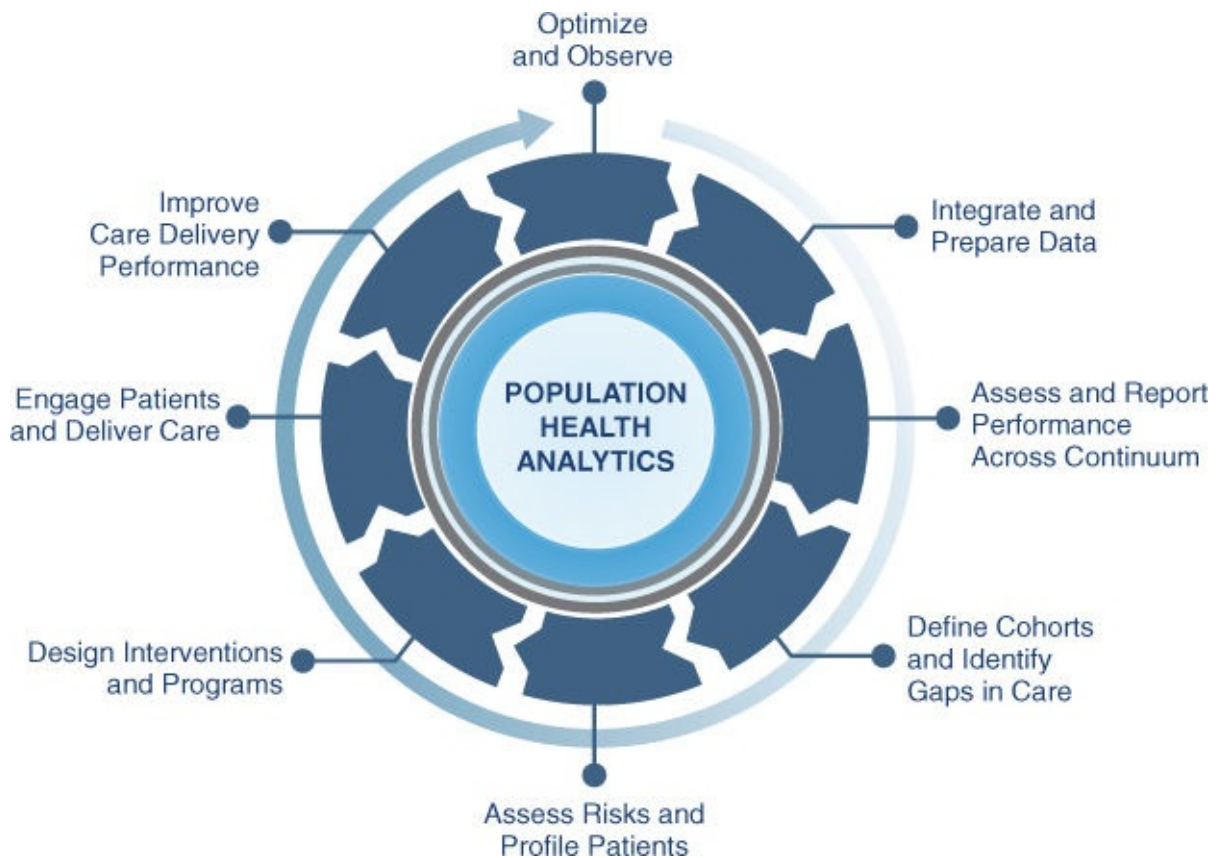 Optimize
and Observe
Integrate and
Prepare Data
Assess and Report
Performance
Across Continuum
Define Cohorts
and Identify
Gaps in Care
Assess Risks and
Profile Patients
Design Interventions
and Programs
Engage Patients
and Deliver Care
Improve
Care Delivery
Performance
POPULATION
HEALTH
ANALYTICS